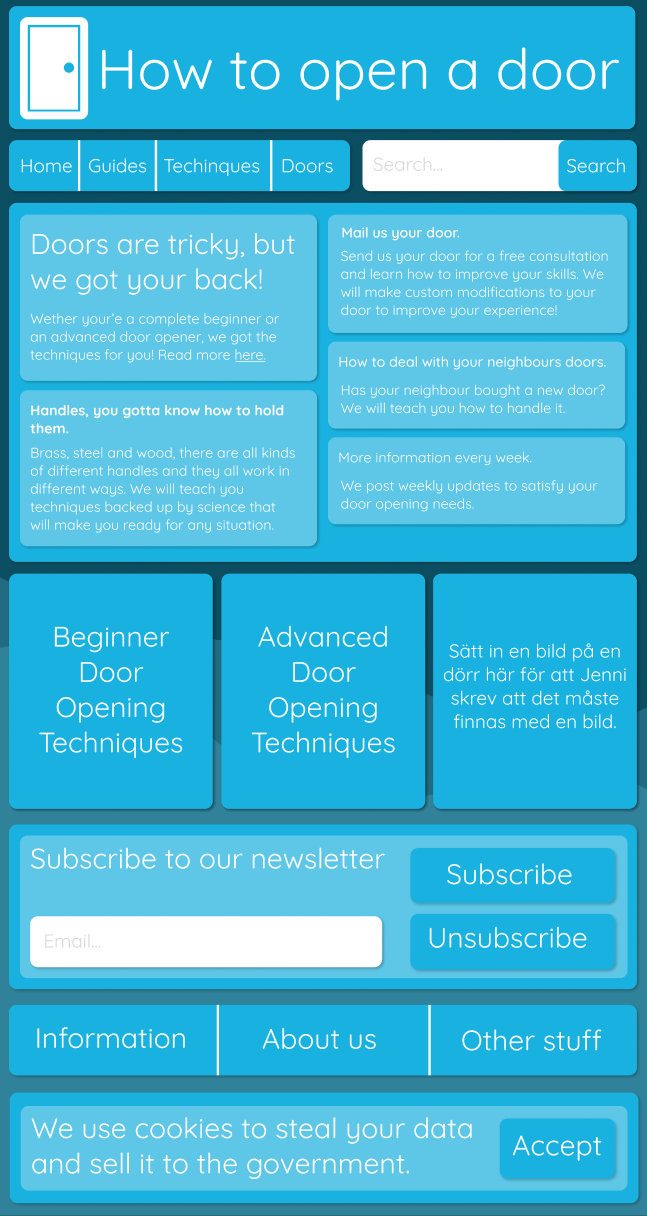 How to open a door
Home
Guides
Techinques
Doors
Search...
Search
Doors are tricky, but
we got your back!
Wether your'e a complete beginner or
an advanced door opener, we got the
techniques for you! Read more here.
Handles, you gotta know how to hold
them.
Brass, steel and wood, there are all kinds
of different handles and they all work in
different ways. We will teach you
techniques backed up by science that
will make you ready for any situation.
Mail us your door.
Send us your door for a free consultation
and learn how to improve your skills. We
will make custom modifications to your
door to improve your experience!
How to deal with your neighbours doors.
Has your neighbour bought a new door?
We will teach you how to handle it.
More information every week.
We post weekly updates to satisfy your
door opening needs.
Beginner
Door
Opening
Techniques
Advanced
Door
Opening
Techniques
Sätt in en bild på en
dörr här för att Jenni
skrev att det måste
finnas med en bild.
Subscribe to our newsletter
Email...
Subscribe
Unsubscribe
Information
About us
Other stuff
We use cookies to steal your data
and sell it to the government.
Accept